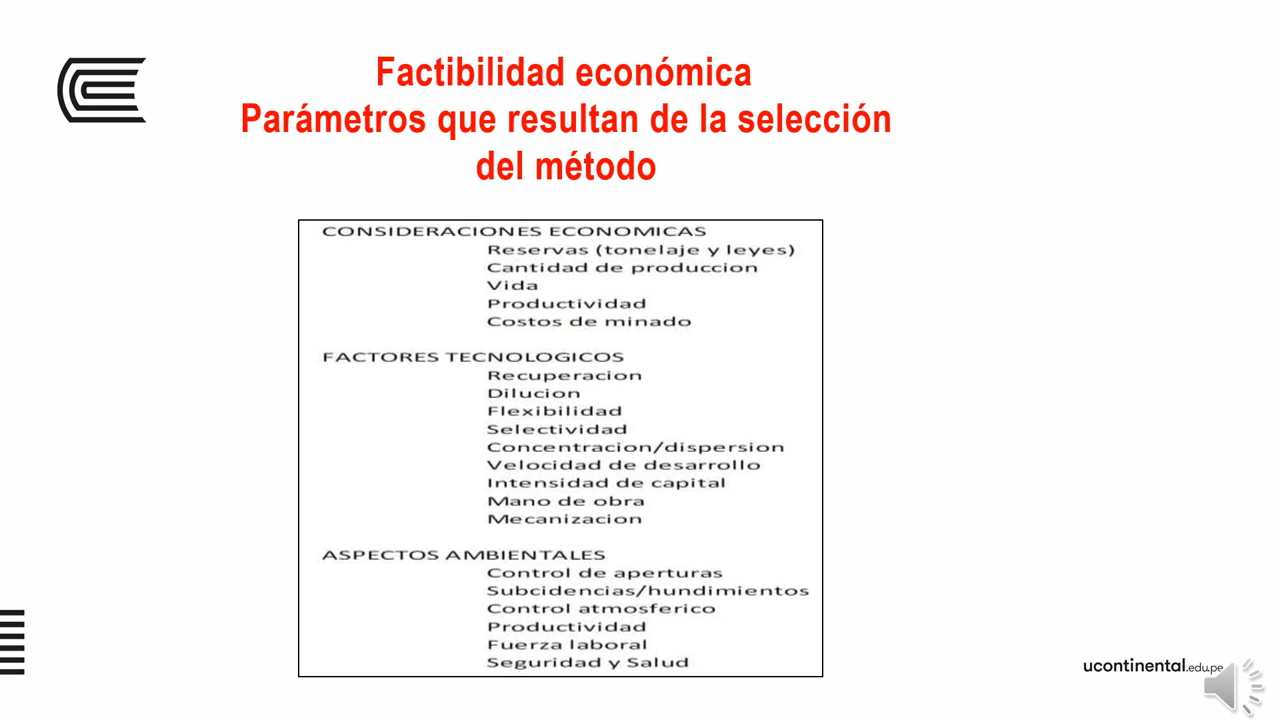 Factibilidad económica
Parámetros que resultan de la selección
del método
CONSIDERACIONES ECONOMICAS
Reservas (tonelaje y leyes)
Cantidad de produccion
Vida
Productividad
Costos de minado
FACTORES TECNOLOGICOS
Recuperacion
Dilucion
Flexibilidad
Selectividad
Concentracion/dispersion
Velocidad de desarrollo
Intensidad de capital
Mano de obra
Mecanizacion
ASPECTOS AMBIENTALES
Control de aperturas
Subcidencias/hundimientos
Control atmosferico
Productividad
Fuerza laboral
Seguridad y Salud
ucontinental.edu.pe